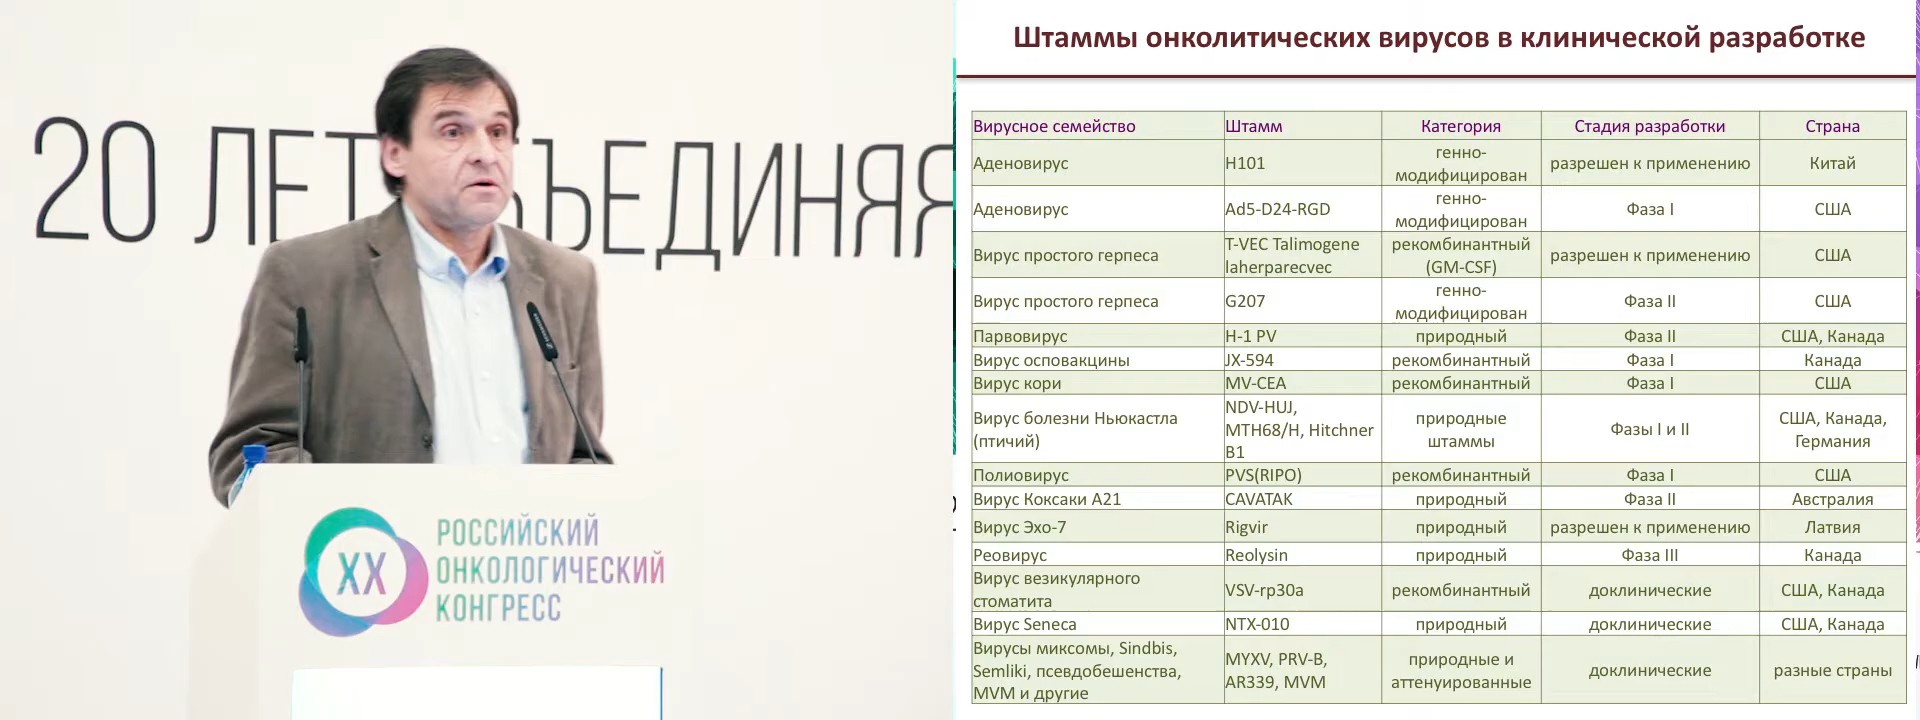 20 ЛЕТ ОБЪЕДИНЯЯ
XX
РОССИЙСКИЙ
ОНКОЛОГИЧЕСКИЙ
КОНГРЕСС
Штаммы онколитических вирусов в клинической разработке
Вирусное семейство Штамм Категория Стадия разработки Страна
Аденовирус H101 генно-модифицирован разрешен к применению Китай
Аденовирус Ad5-D24-RGD генно-модифицирован Фаза I США
Вирус простого герпеса T-VEC Talimogene laherparecvec рекомбинантный (GM-CSF) разрешен к применению США
Вирус простого герпеса G207 генно-модифицирован Фаза II США
Парвовирус H-1 PV природный Фаза II США, Канада
Вирус осповакцины JX-594 рекомбинантный Фаза I Канада
Вирус кори MV-CEA рекомбинантный Фаза I США
Вирус болезни Ньюкастла (птичий) NDV-HUJ, MTH68/H, Hitchner B1 природные штаммы Фазы I и II США, Канада, Германия
Полиовирус PVS(RIPO) рекомбинантный Фаза I США
Вирус Коксаки А21 CAVATAK природный Фаза II Австралия
Вирус Эхо-7 Rigvir природный разрешен к применению Латвия
Реовирус Reolysin природный Фаза III Канада
Вирус везикулярного стоматита VSV-rp30a рекомбинантный доклинические США, Канада
Вирус Seneca NTX-010 природный доклинические США, Канада
Вирусы миксомы, Sindbis, Semliki, псевдобешенства, MVM и другие MYXV, PRV-B, AR339, MVM природные и аттенуированные доклинические разные страны